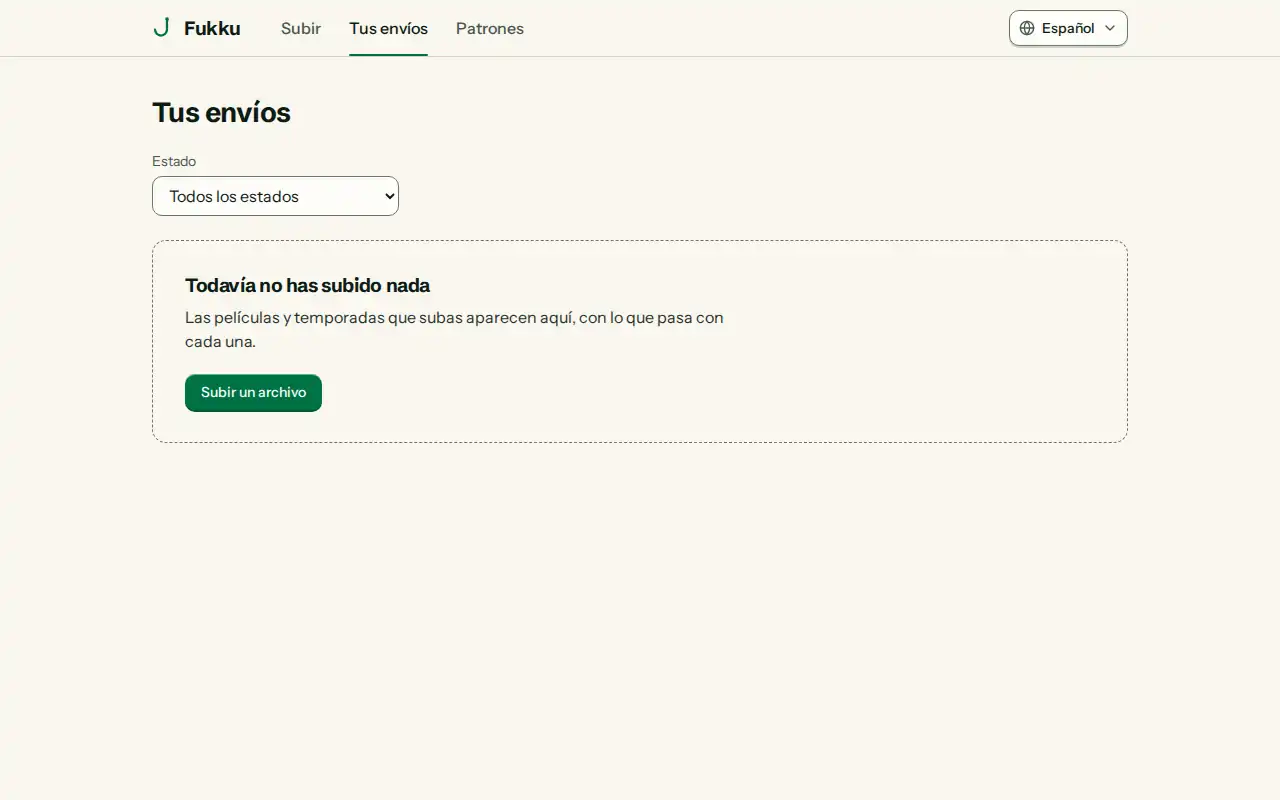 Fukku
Subir
Tus envíos
Patrones
Español
Tus envíos
Estado
Todos los estados
Todavía no has subido nada
Las películas y temporadas que subas aparecen aquí, con lo que pasa con
cada una.
Subir un archivo